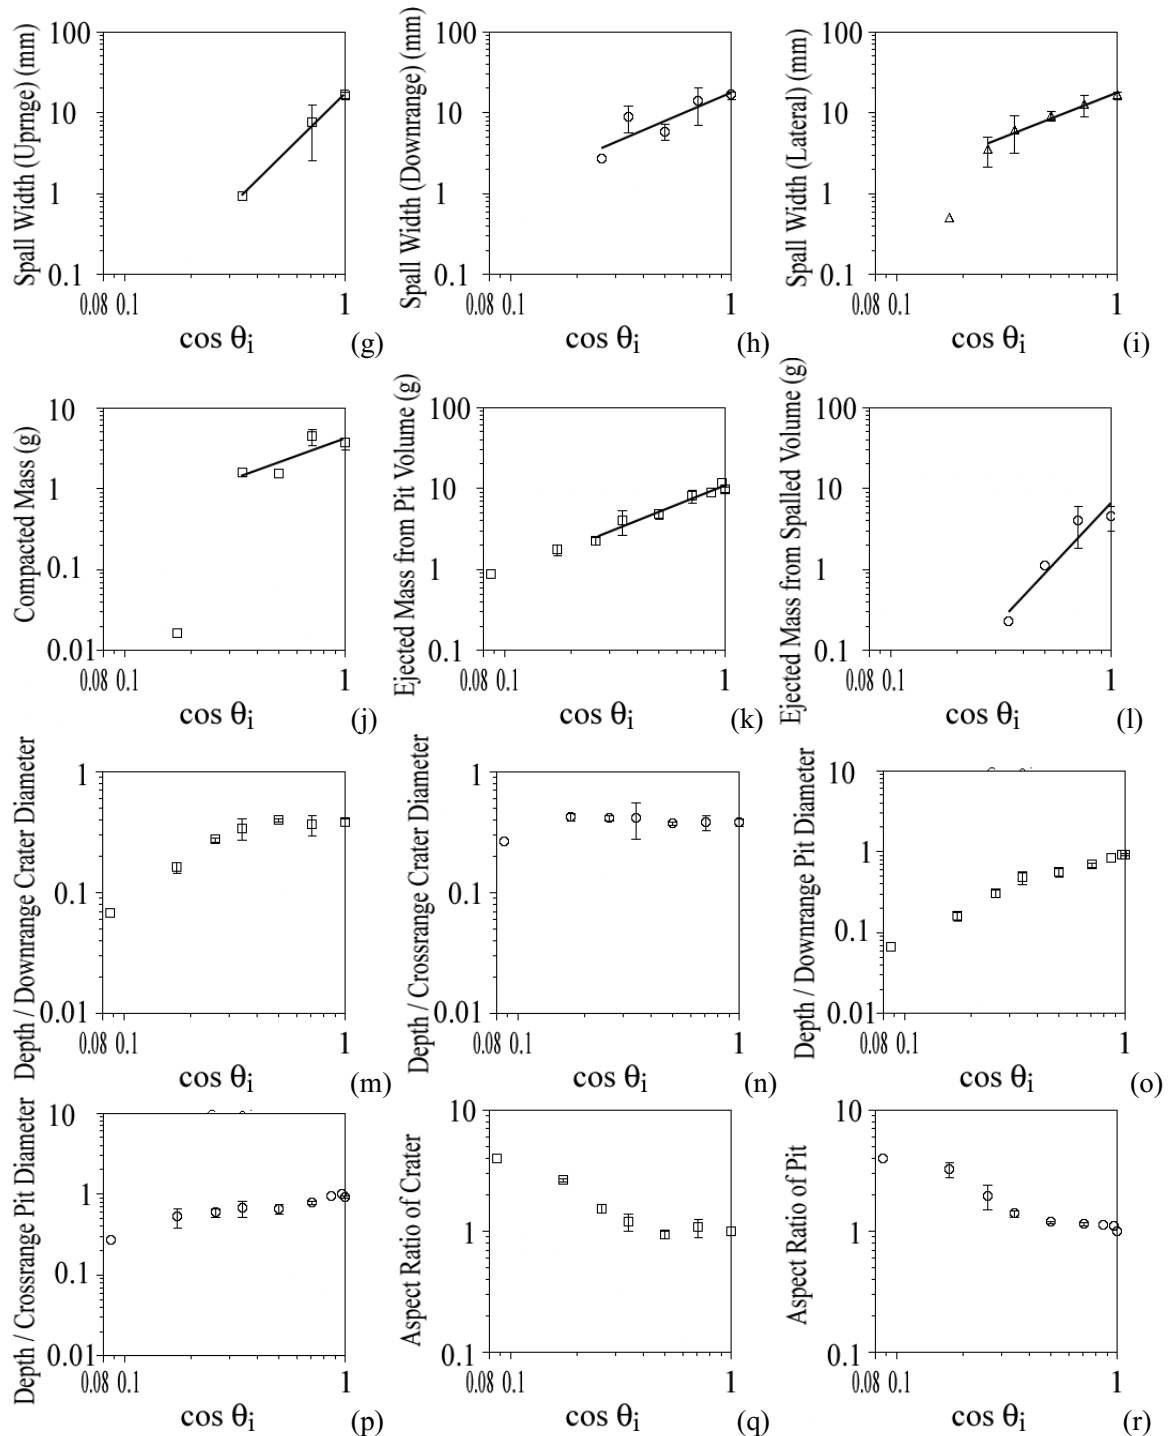 Spall Width (Uprnge) (mm)
100
10
1
0.1
0.08 0.1
1
cos θi
(g)
Spall Width (Downrange) (mm)
100
10
1
0.1
0.08 0.1
1
cos θi
(h)
Spall Width (Lateral) (mm)
100
10
1
0.1
0.08 0.1
1
cos θi
(i)
Compacted Mass (g)
10
1
0.1
0.01
0.08 0.1
1
cos θi
(j)
Ejected Mass from Pit Volume (g)
100
10
1
0.1
0.08 0.1
1
cos θi
(k)
Ejected Mass from Spalled Volume (g)
100
10
1
0.1
0.08 0.1
1
cos θi
(l)
Depth / Downrange Crater Diameter
1
0.1
0.01
0.08 0.1
1
cos θi
(m)
Depth / Crossrange Crater Diameter
1
0.1
0.01
0.08 0.1
1
cos θi
(n)
Depth / Downrange Pit Diameter
10
1
0.1
0.01
0.08 0.1
1
cos θi
(o)
Depth / Crossrange Pit Diameter
10
1
0.1
0.01
0.08 0.1
1
cos θi
(p)
Aspect Ratio of Crater
10
1
0.1
0.08 0.1
1
cos θi
(q)
Aspect Ratio of Pit
10
1
0.1
0.08 0.1
1
cos θi
(r)